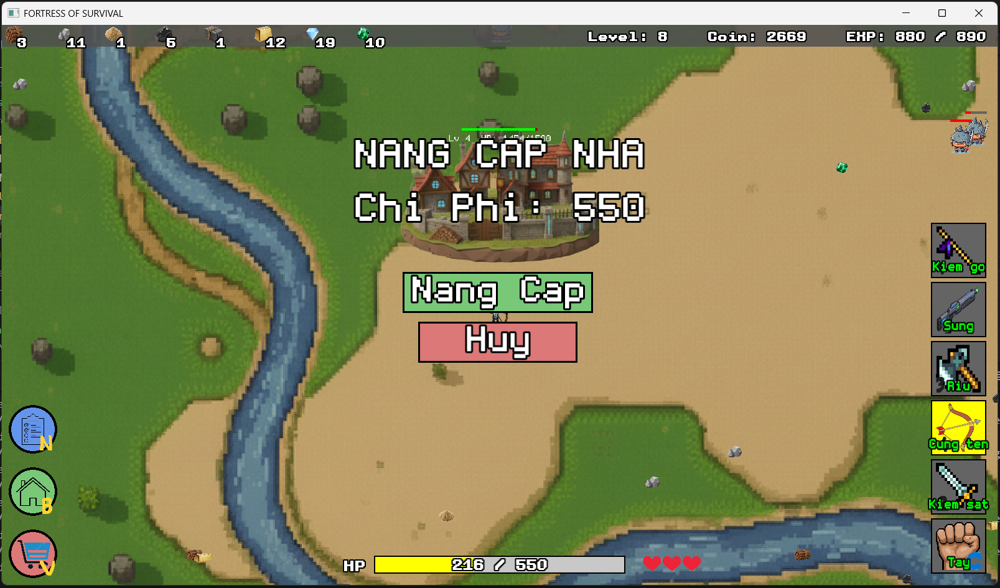 FORTRESS OF SURVIVAL
3 11 1 5 1 12 19 10 Level: 8 Coin: 2669 EXP: 880 / 890
Lv 4 HP: 1454/1500
NANG CAP NHA
Chi Phi: 550
Nang Cap
Huy
Kiem go
Sung
Riu
Cung ten
Kiem sat
Tay C
N
B
V
HP 216 / 550